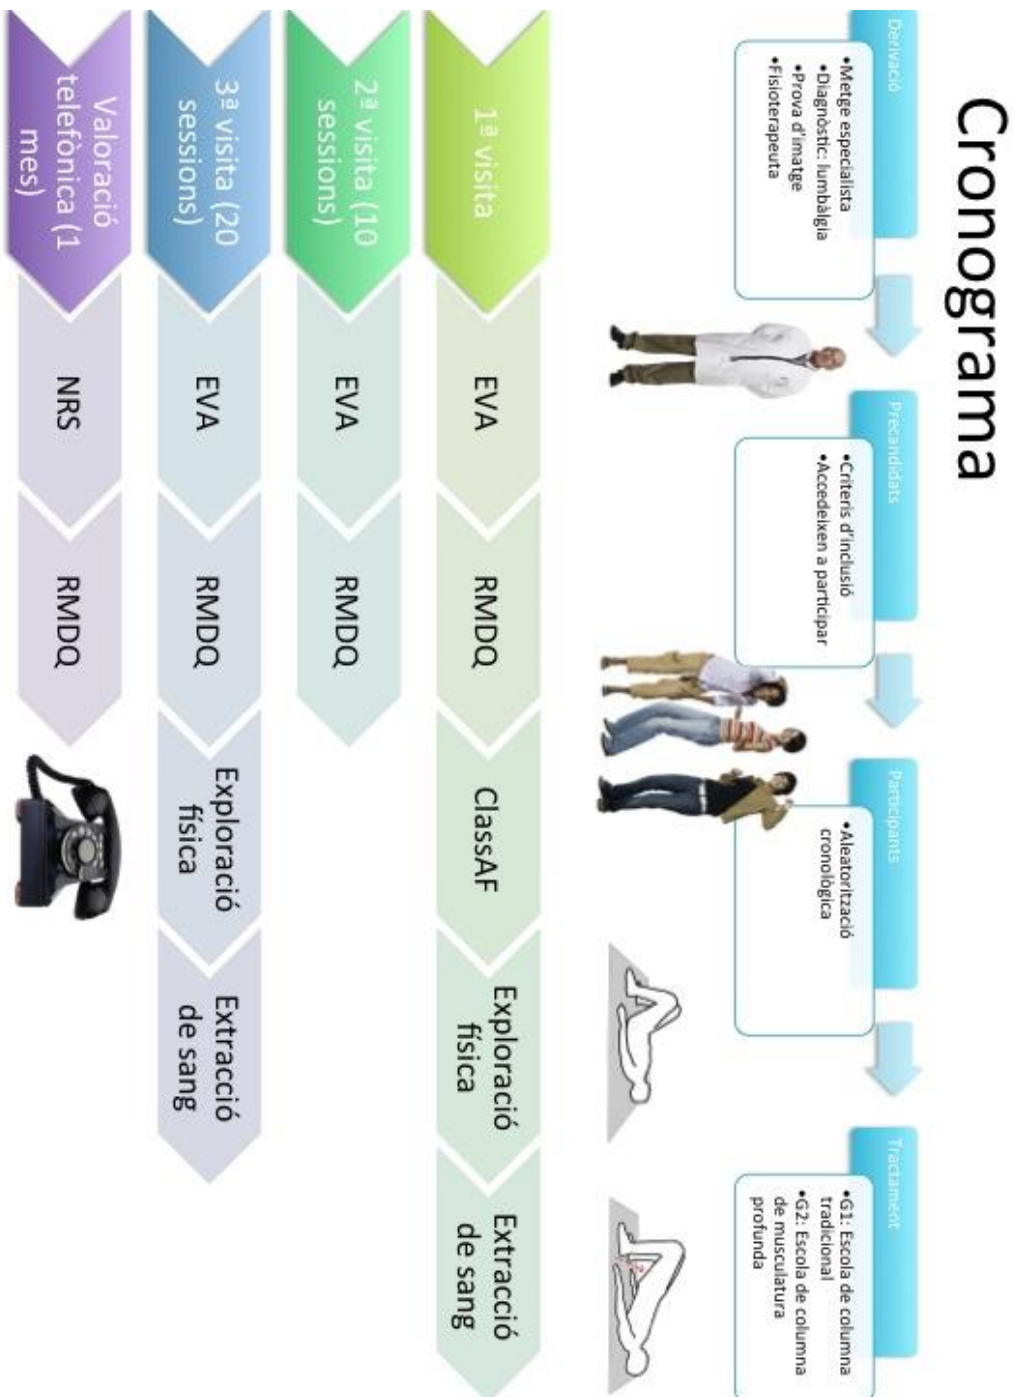 Cronograma
Derivació
•Metge especialista
•Diagnòstic: lumbàlgia
•Prova d'imatge
•Fisioterapeuta
Precandidats
•Criteris d'inclusió
•Accedeixen a participar
Participants
•Aleatorització
cronològica
Tractament
•G1: Escola de columna
tradicional
•G2: Escola de columna
de musculatura
profunda
1ª visita
EVA
RMDQ
ClassAF
Exploració
física
Extracció
de sang
2ª visita (10
sessions)
EVA
RMDQ
3ª visita (20
sessions)
EVA
RMDQ
Exploració
física
Extracció
de sang
Valoració
telefònica (1
mes)
NRS
RMDQ